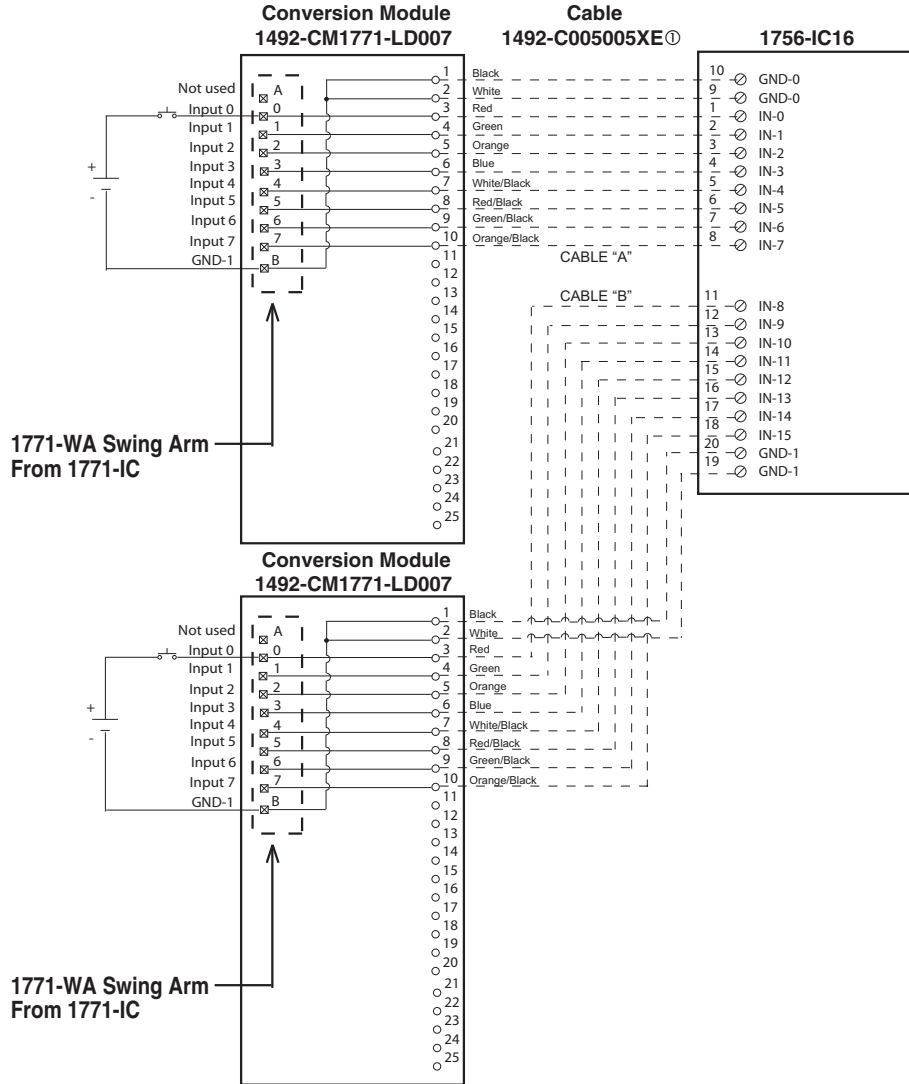 Conversion Module
1492-CM1771-LD007
Cable
1492-C005005XE①
1756-IC16
Not used
Input 0
Input 1
Input 2
Input 3
Input 4
Input 5
Input 6
Input 7
GND-1
+
-
A
0
1
2
3
4
5
6
7
B
1 Black
2 White
3 Red
4 Green
5 Orange
6 Blue
7 White/Black
8 Red/Black
9 Green/Black
10 Orange/Black
11
12
13
14
15
16
17
18
19
20
21
22
23
24
25
CABLE “A”
CABLE “B”
10 GND-0
9 GND-0
1 IN-0
2 IN-1
3 IN-2
4 IN-3
5 IN-4
6 IN-5
7 IN-6
8 IN-7
11 IN-8
12 IN-9
13 IN-10
14 IN-11
15 IN-12
16 IN-13
17 IN-14
18 IN-15
20 GND-1
19 GND-1
1771-WA Swing Arm
From 1771-IC
Conversion Module
1492-CM1771-LD007
Not used
Input 0
Input 1
Input 2
Input 3
Input 4
Input 5
Input 6
Input 7
GND-1
+
-
A
0
1
2
3
4
5
6
7
B
1 Black
2 White
3 Red
4 Green
5 Orange
6 Blue
7 White/Black
8 Red/Black
9 Green/Black
10 Orange/Black
11
12
13
14
15
16
17
18
19
20
21
22
23
24
25
1771-WA Swing Arm
From 1771-IC